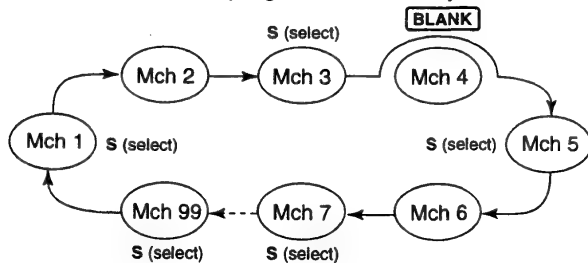 BLANK
S (select)
Mch 2
Mch 3
Mch 4
Mch 1
S (select)
S (select)
Mch 5
Mch 99
Mch 7
Mch 6
S (select)
S (select)